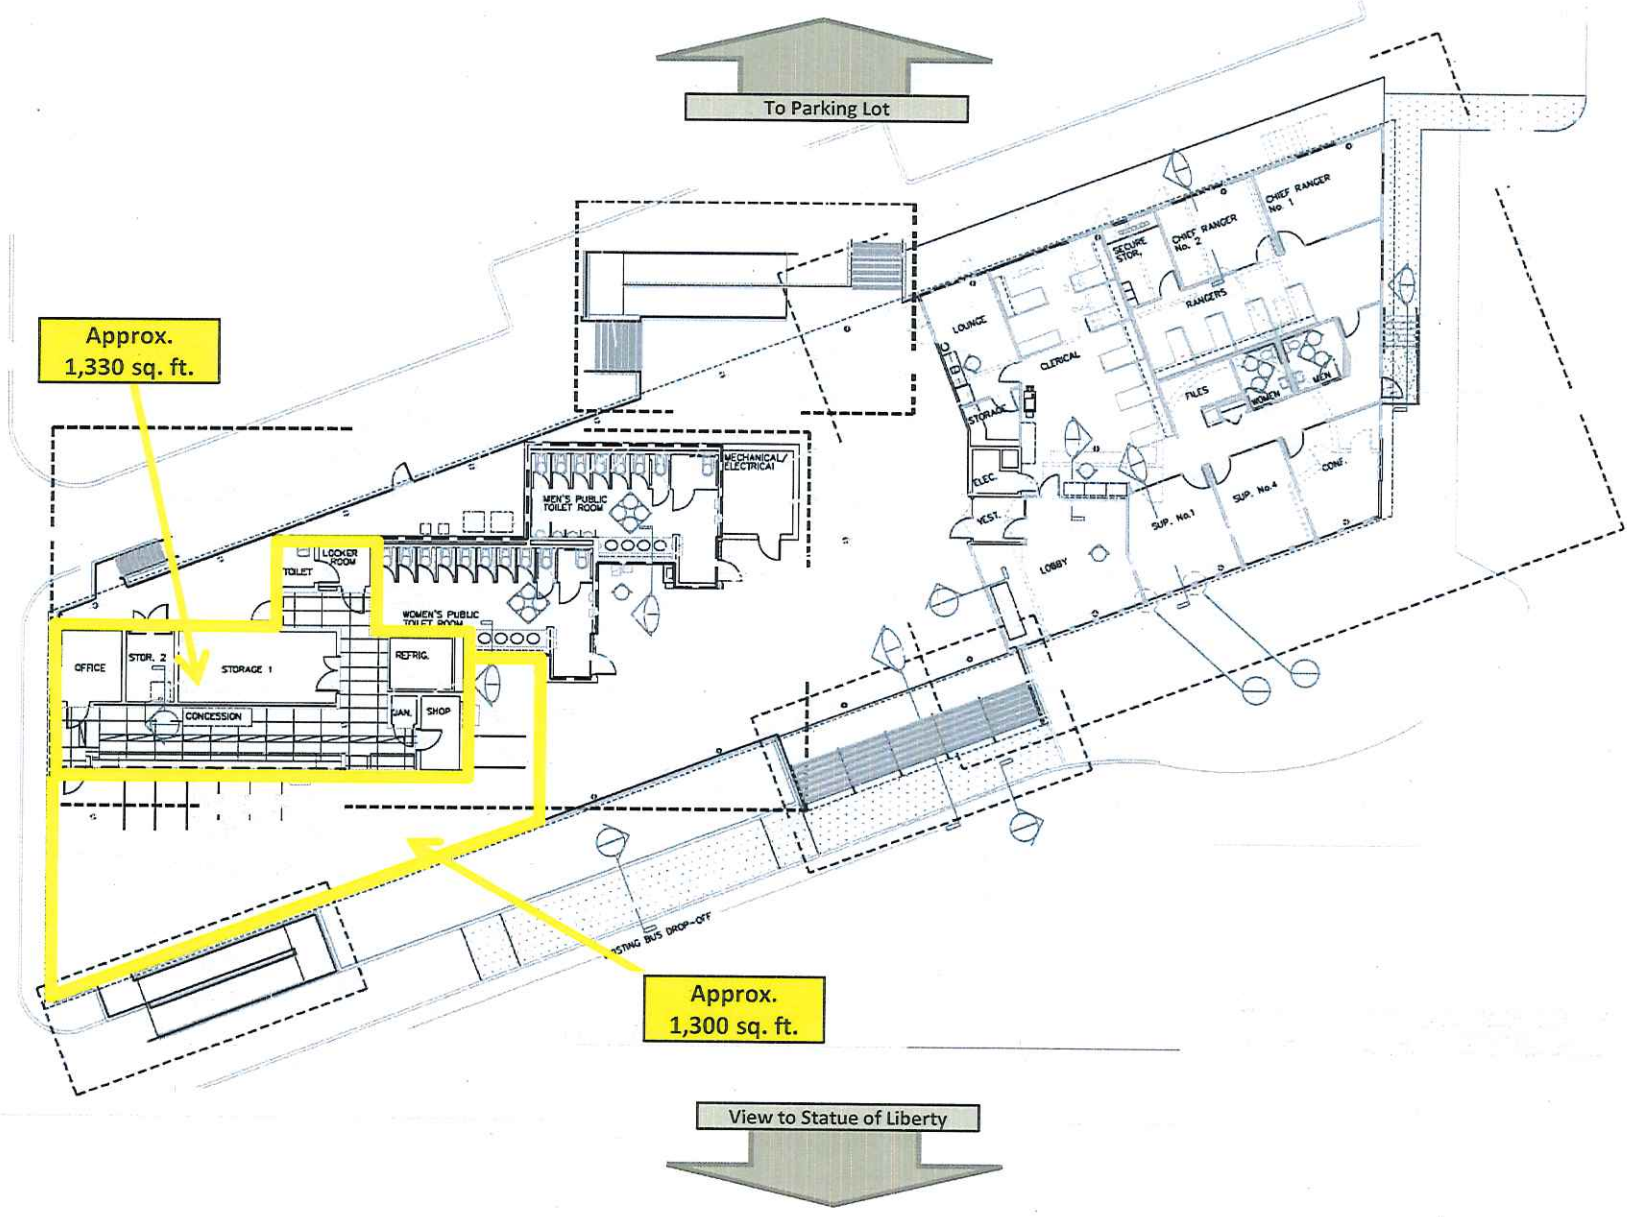 To Parking Lot
CHIEF RANGER
No. 1
CHIEF RANGER
No. 2
SECURE
STOR.
RANGERS
LOUNGE
CLERICAL
Approx.
1,330 sq. ft.
FILES
WOMEN
MEN
STORAGE
MECHANICAL/
ELECTRICAL
ELEC.
CONF.
SUP. No.4
SUP. No.1
VEST.
MEN'S PUBLIC
TOILET ROOM
LOCKER
ROOM
TOILET
LOBBY
WOMEN'S PUBLIC
TOILET ROOM
OFFICE
STOR. 2
STORAGE 1
REFRIG.
CONCESSION
JAN.
SHOP
BUS DROP-OFF
Approx.
1,300 sq. ft.
View to Statue of Liberty